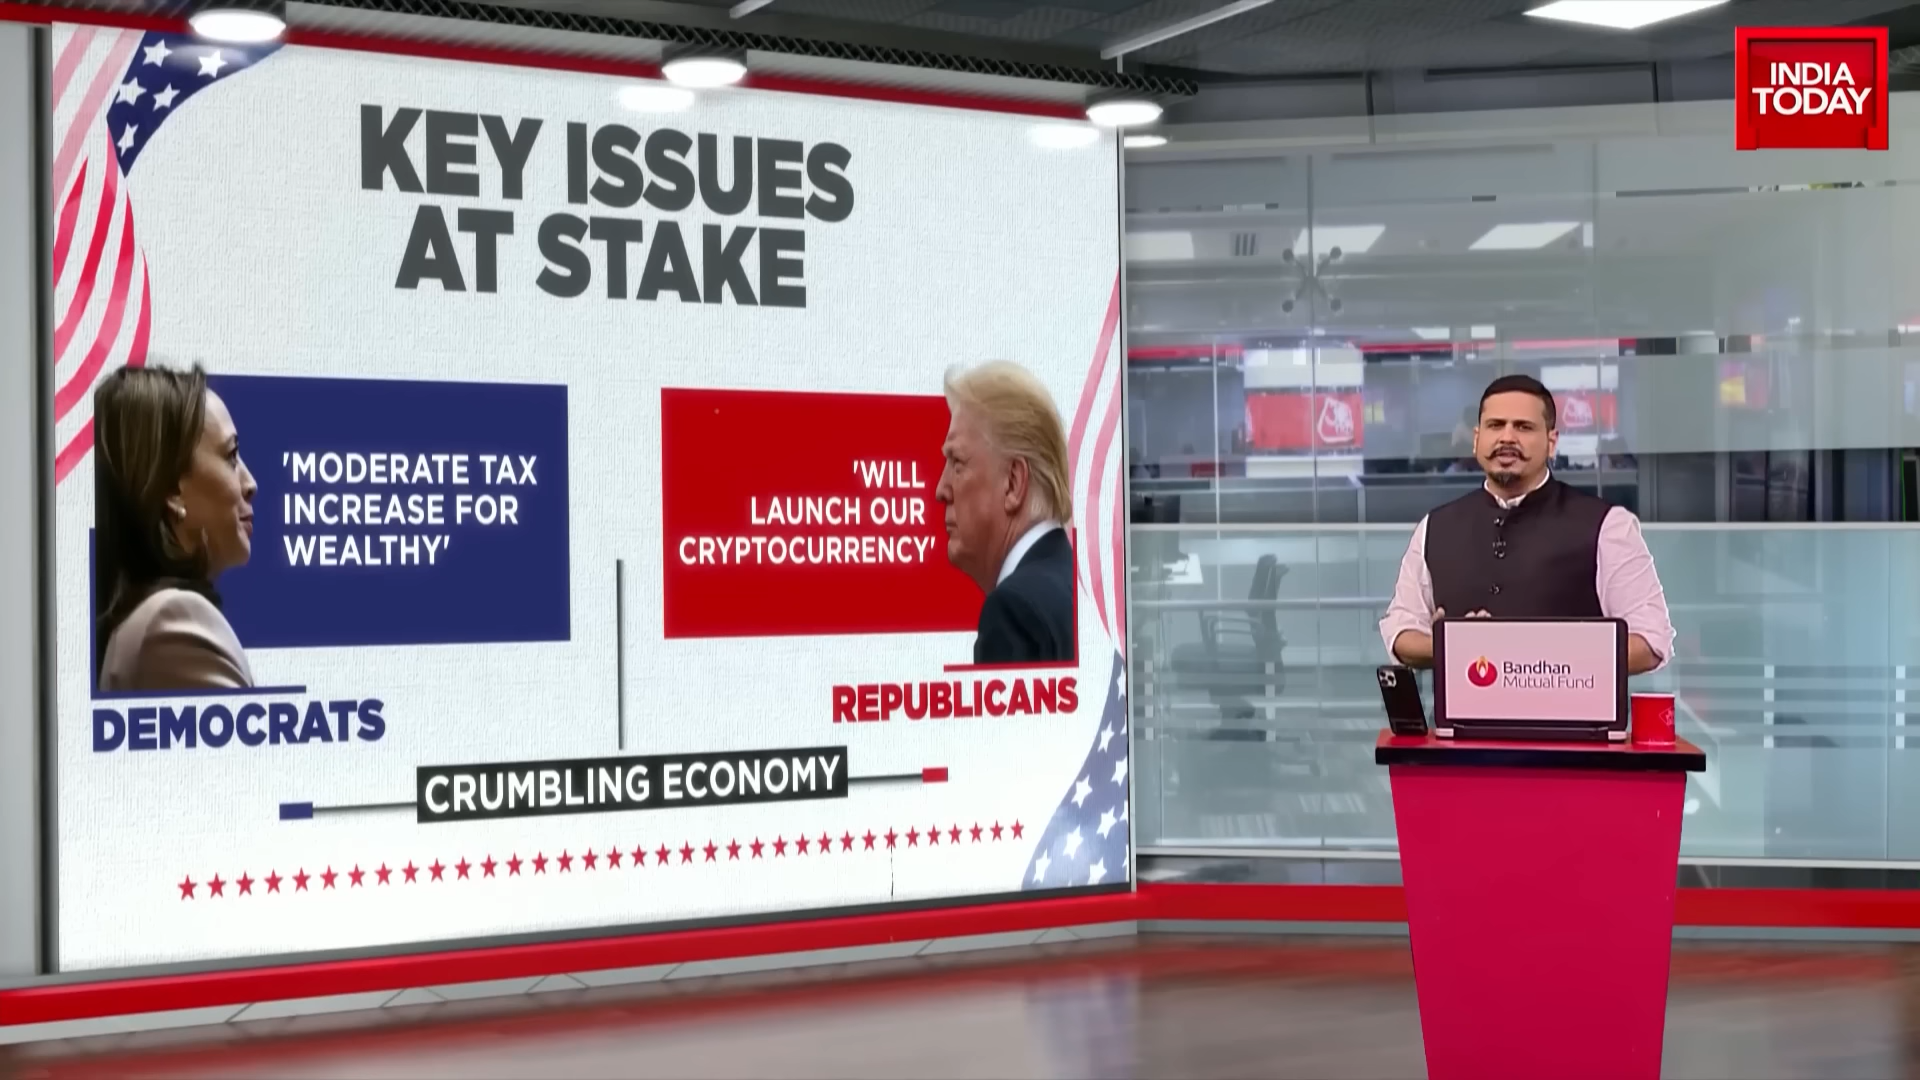 KEY ISSUES
AT STAKE
'MODERATE TAX
INCREASE FOR
WEALTHY'
'WILL
LAUNCH OUR
CRYPTOCURRENCY'
DEMOCRATS
REPUBLICANS
CRUMBLING ECONOMY
INDIA
TODAY
Bandhan
Mutual Fund